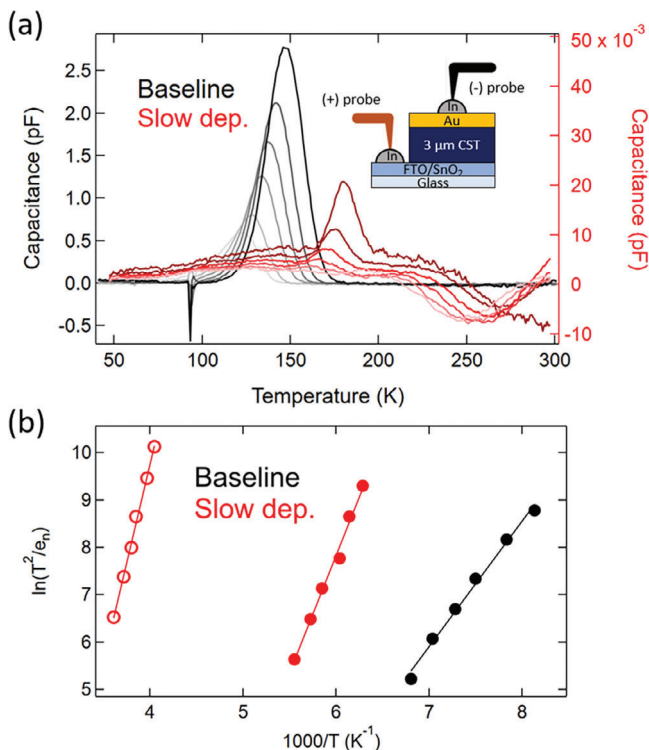 (a)
50 x 10⁻³
2.5
2.0
1.5
1.0
0.5
0.0
-0.5
Capacitance (pF)
Baseline
Slow dep.
(+) probe
(-) probe
In
In
Au
3 µm CST
FTO/SnO₂
Glass
40
30
20
10
0
-10
Capacitance
(pF)
50
100
150
200
250
300
Temperature (K)
(b)
10
9
8
7
6
5
ln(T²/eₙ)
Baseline
Slow dep.
4
5
6
7
8
1000/T (K⁻¹)